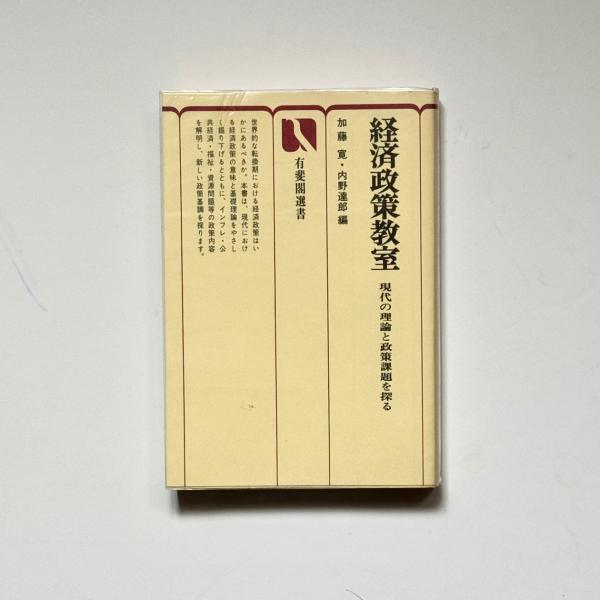 経済政策教室
現代の理論と政策課題を探る
加藤 寛・内野達郎 編
有斐閣選書
世界的な転換期における経済政策はい
かにあるべきか。本書は、現代におけ
る経済政策の意味と基礎理論をやさし
く掘り下げるとともに、インフレ・公
共経済・福祉・資源問題等の政策内容
を解明し、新しい政策基調を探ります。